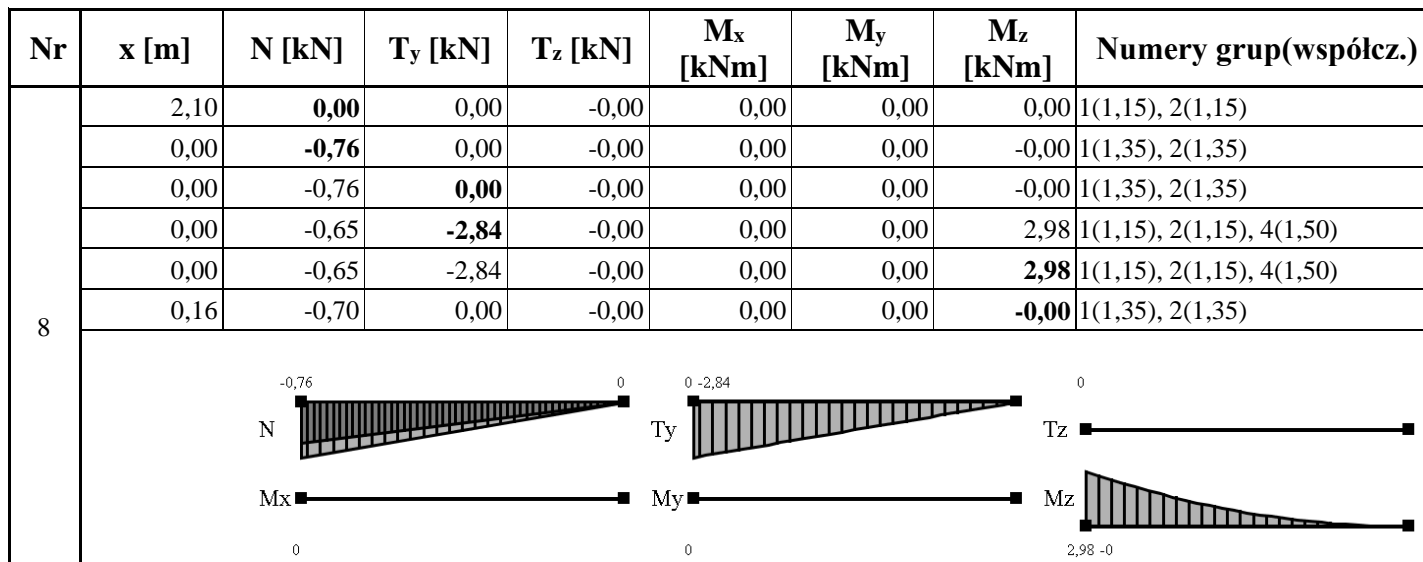 Nr x [m] N [kN] Ty [kN] Tz [kN] Mx [kNm] My [kNm] Mz [kNm] Numery grup(współcz.)
2,10 0,00 0,00 -0,00 0,00 0,00 0,00 1(1,15), 2(1,15)
0,00 -0,76 0,00 -0,00 0,00 0,00 -0,00 1(1,35), 2(1,35)
0,00 -0,76 0,00 -0,00 0,00 0,00 -0,00 1(1,35), 2(1,35)
0,00 -0,65 -2,84 -0,00 0,00 0,00 2,98 1(1,15), 2(1,15), 4(1,50)
0,00 -0,65 -2,84 -0,00 0,00 0,00 2,98 1(1,15), 2(1,15), 4(1,50)
0,16 -0,70 0,00 -0,00 0,00 0,00 -0,00 1(1,35), 2(1,35)
8
-0,76 0 0 -2,84 0
N Ty Tz
Mx My Mz
0 0 2,98 -0